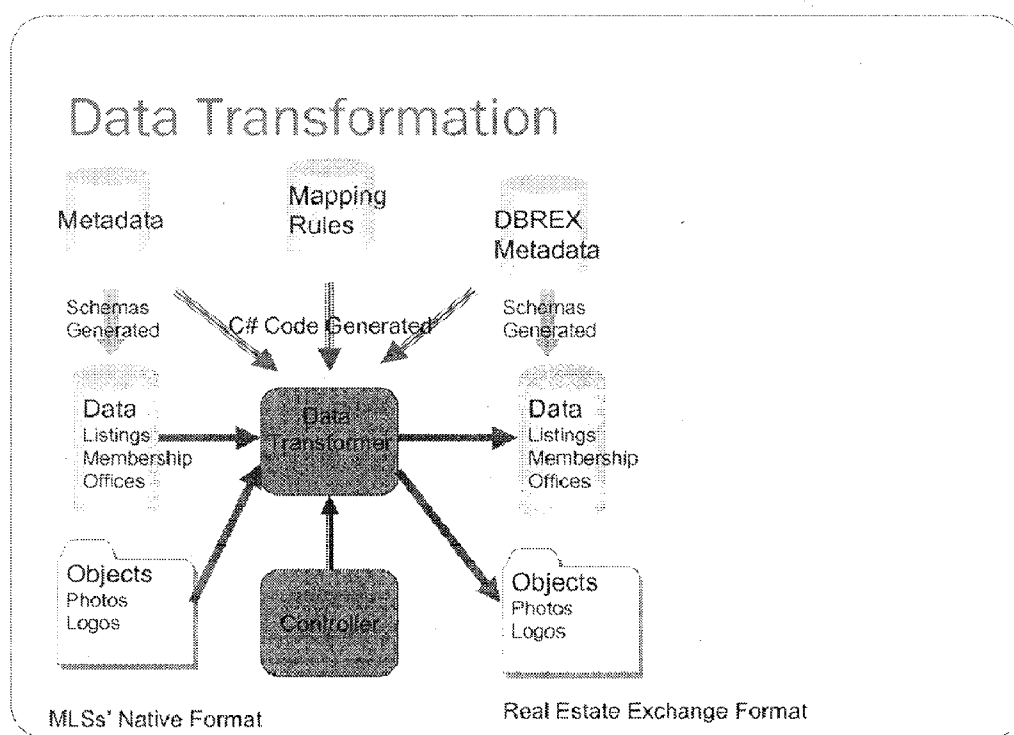 Data Transformation
Metadata
Mapping
Rules
DBREX
Metadata
Schemas
Generated
C# Code Generated
Schemas
Generated
Data
Listings
Membership
Offices
Data
Transformer
Data
Listings
Membership
Offices
Objects
Photos
Logos
Controller
Objects
Photos
Logos
MLSs' Native Format
Real Estate Exchange Format